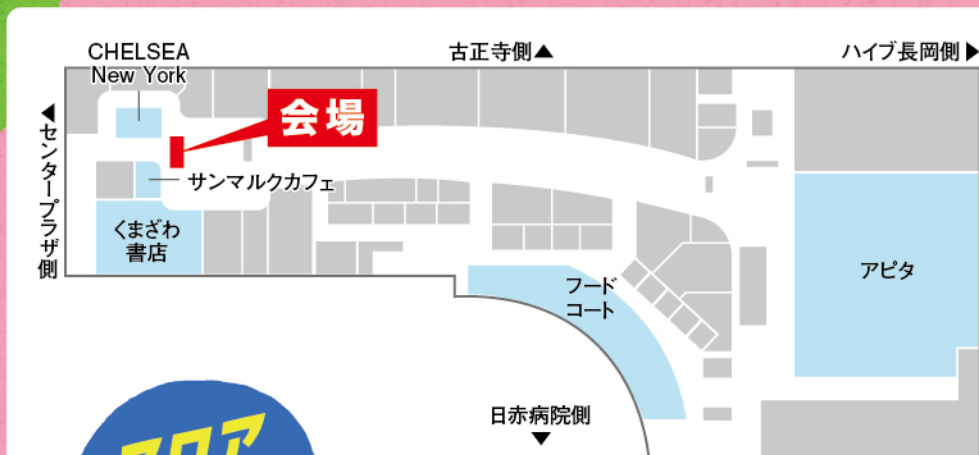 CHELSEA
New York
古正寺側▲
ハイブ長岡側▶
会場
◀センタープラザ側
サンマルクカフェ
くまざわ
書店
フード
コート
アピタ
日赤病院側
▼